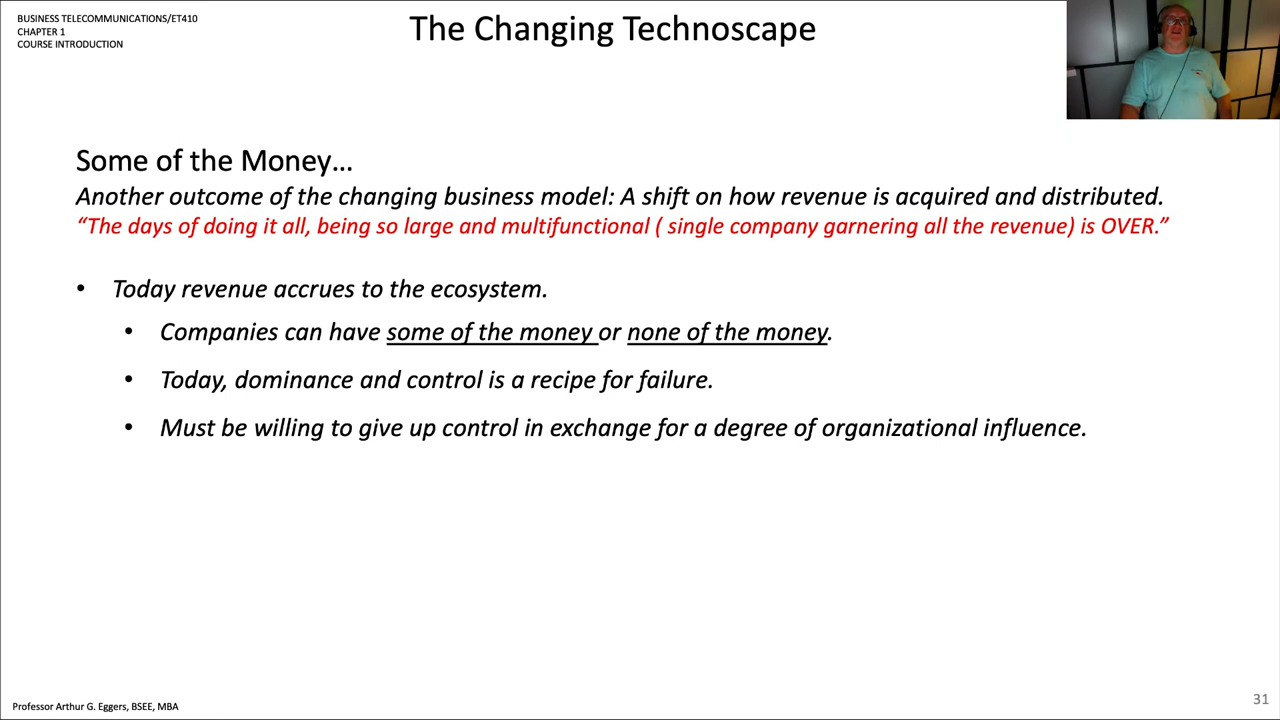 BUSINESS TELECOMMUNICATIONS/ET410
CHAPTER 1
COURSE INTRODUCTION
The Changing Technoscape
Some of the Money...
Another outcome of the changing business model: A shift on how revenue is acquired and distributed.
“The days of doing it all, being so large and multifunctional ( single company garnering all the revenue) is OVER.”
• Today revenue accrues to the ecosystem.
• Companies can have some of the money or none of the money.
• Today, dominance and control is a recipe for failure.
• Must be willing to give up control in exchange for a degree of organizational influence.
Professor Arthur G. Eggers, BSEE, MBA
31